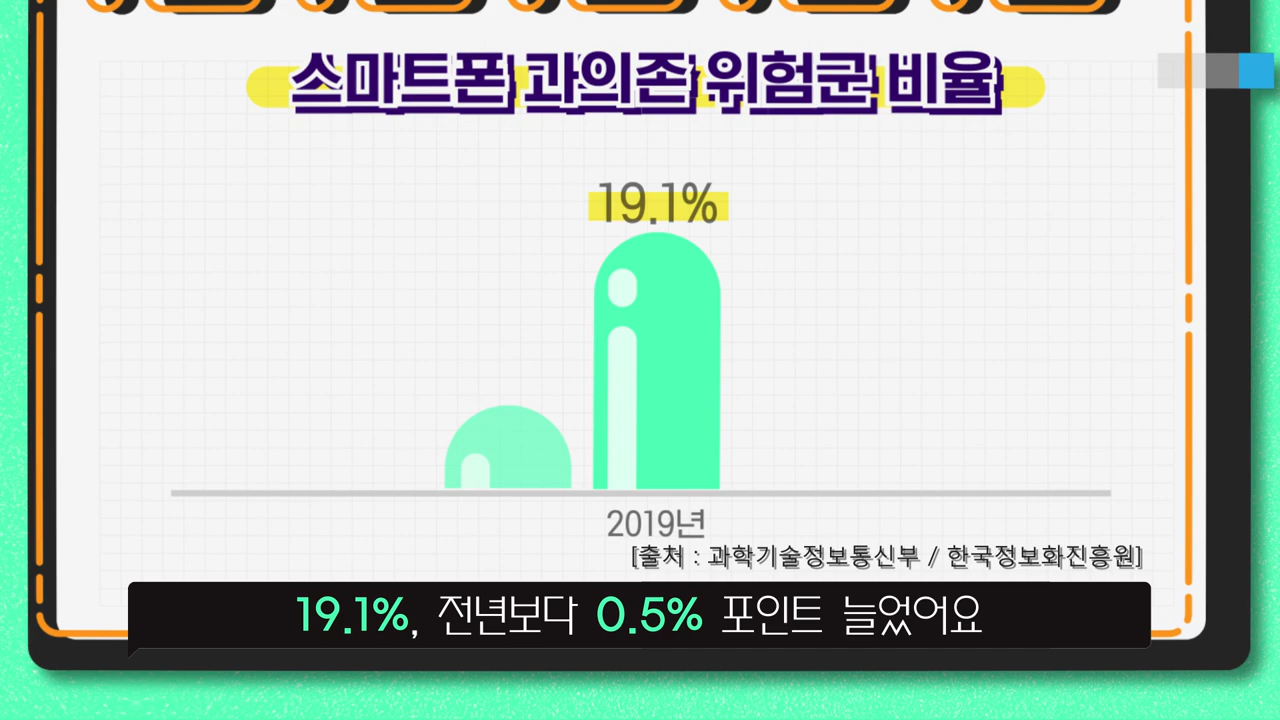 스마트폰 과의존 위험군 비율
19.1%
2019년
[출처 : 과학기술정보통신부 / 한국정보화진흥원]
19.1%, 전년보다 0.5% 포인트 늘었어요